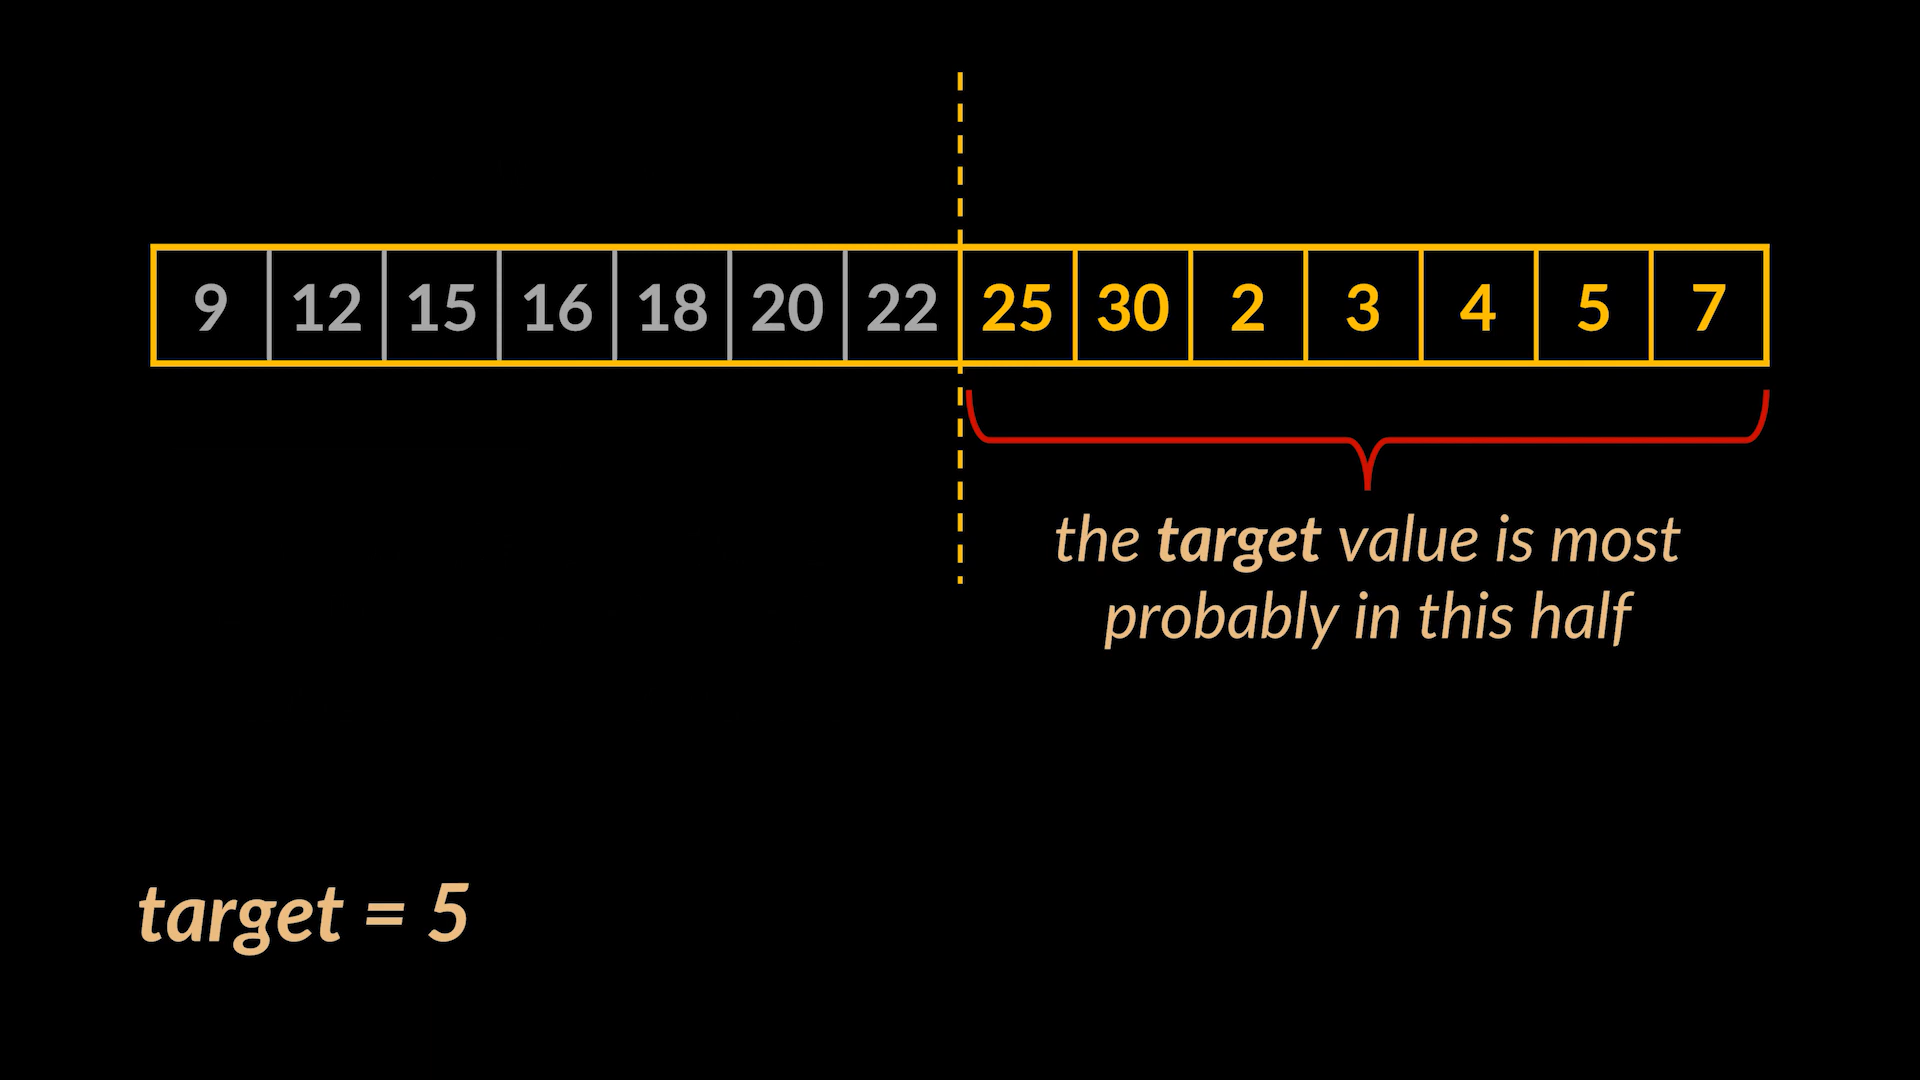 9 12 15 16 18 20 22 25 30 2 3 4 5 7
the target value is most
probably in this half
target = 5